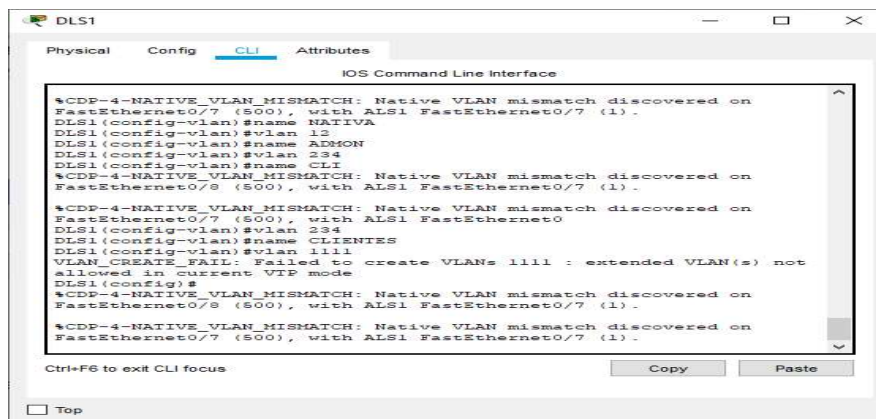 DLS1
Physical Config CLI Attributes
IOS Command Line Interface
%CDP-4-NATIVE_VLAN_MISMATCH: Native VLAN mismatch discovered on
FastEthernet0/7 (500), with ALS1 FastEthernet0/7 (1).
DLS1(config-vlan)#name NATIVA
DLS1(config-vlan)#vlan 12
DLS1(config-vlan)#name ADMON
DLS1(config-vlan)#vlan 234
DLS1(config-vlan)#name CLI
%CDP-4-NATIVE_VLAN_MISMATCH: Native VLAN mismatch discovered on
FastEthernet0/8 (500), with ALS1 FastEthernet0/7 (1).
%CDP-4-NATIVE_VLAN_MISMATCH: Native VLAN mismatch discovered on
FastEthernet0/7 (500), with ALS1 FastEthernet0
DLS1(config-vlan)#vlan 234
DLS1(config-vlan)#name CLIENTES
DLS1(config-vlan)#vlan 1111
VLAN_CREATE_FAIL: Failed to create VLANs 1111 : extended VLAN(s) not
allowed in current VTP mode
DLS1(config)#
%CDP-4-NATIVE_VLAN_MISMATCH: Native VLAN mismatch discovered on
FastEthernet0/8 (500), with ALS1 FastEthernet0/7 (1).
%CDP-4-NATIVE_VLAN_MISMATCH: Native VLAN mismatch discovered on
FastEthernet0/7 (500), with ALS1 FastEthernet0/7 (1).
Ctrl+F6 to exit CLI focus
Copy Paste
Top